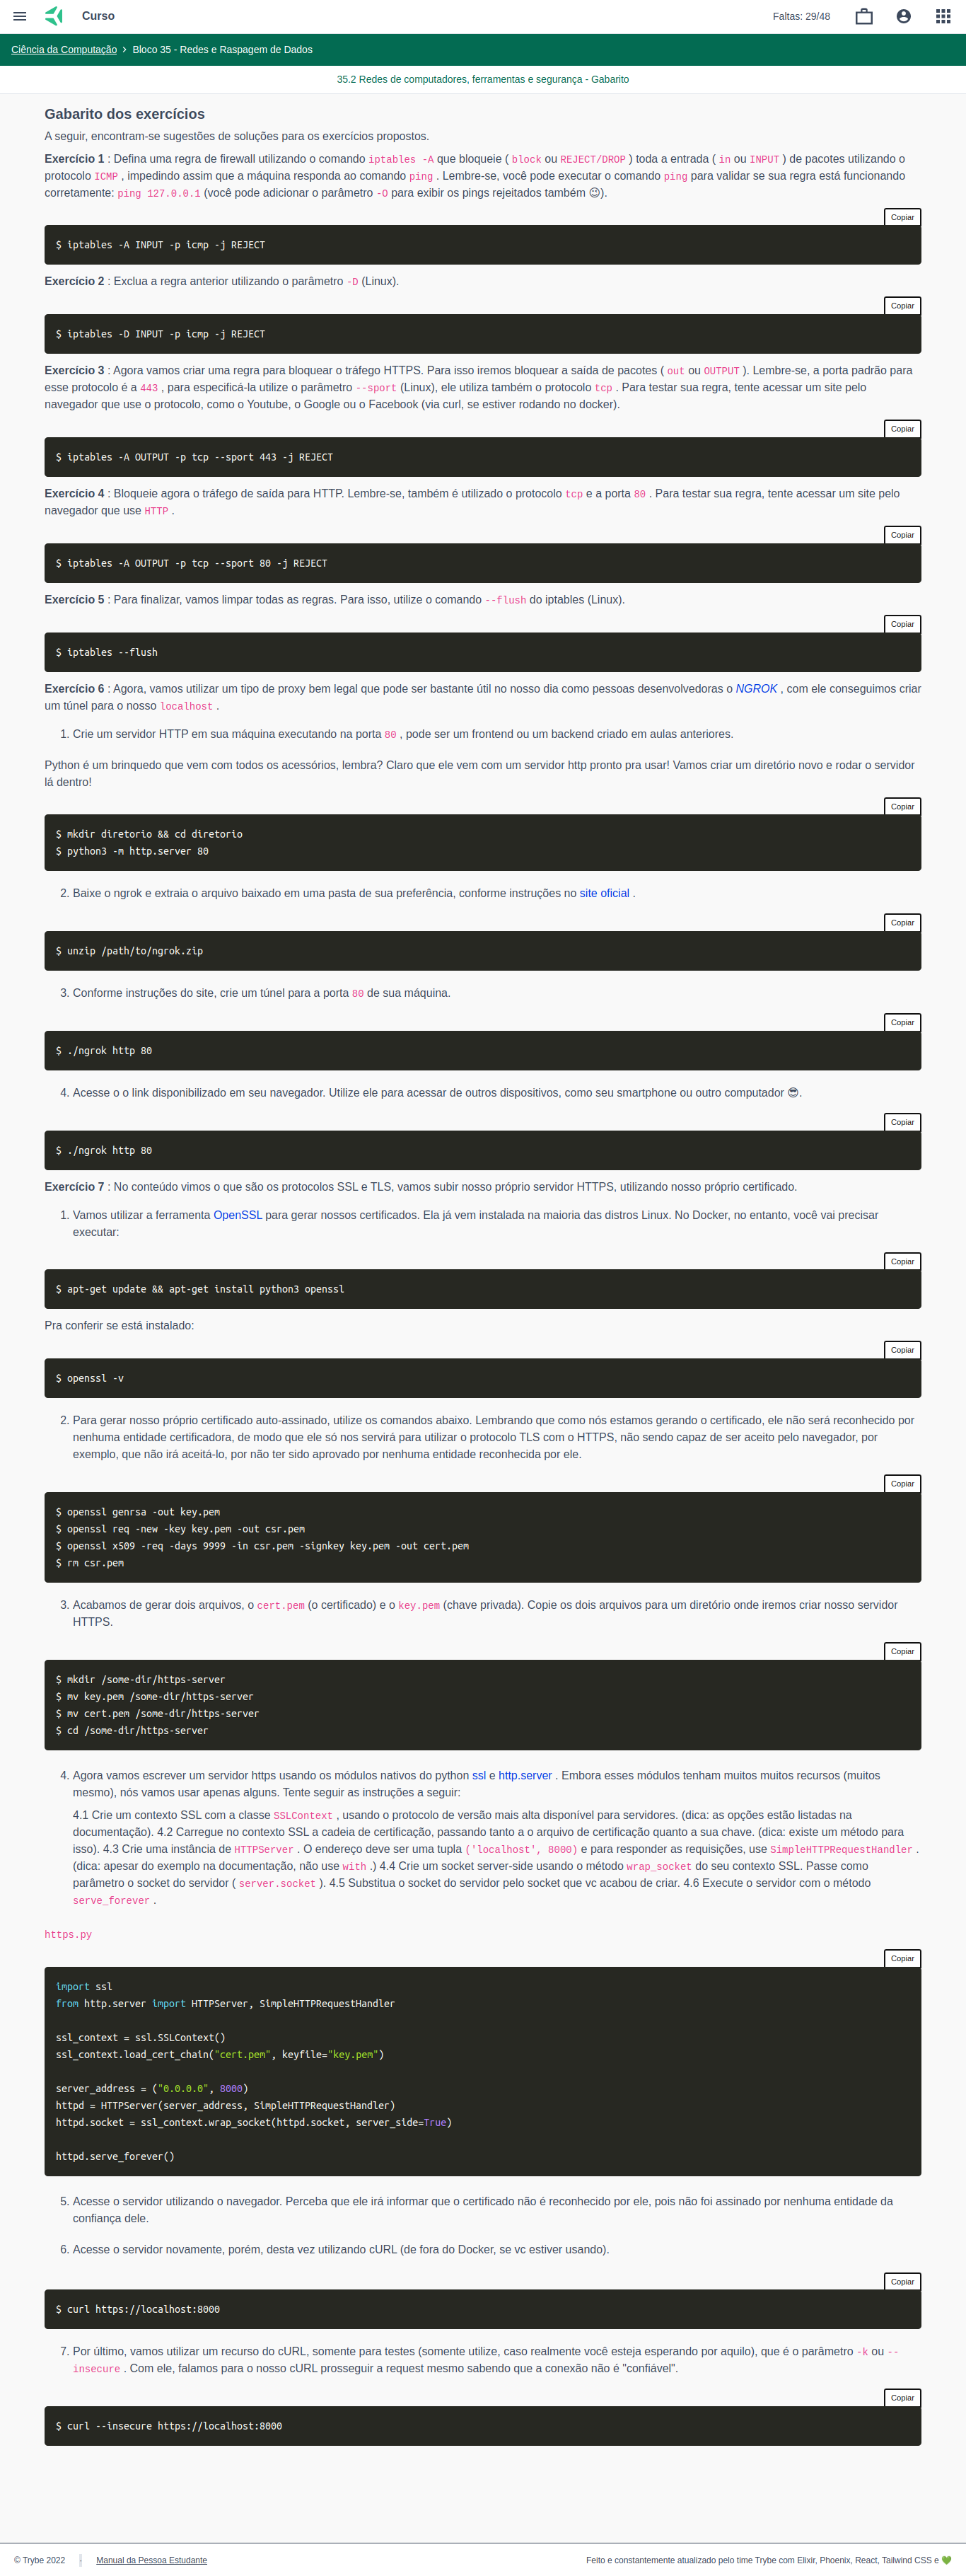 Curso
Faltas: 29/48
Ciência da Computação › Bloco 35 - Redes e Raspagem de Dados
35.2 Redes de computadores, ferramentas e segurança - Gabarito
Gabarito dos exercícios
A seguir, encontram-se sugestões de soluções para os exercícios propostos.
Exercício 1 : Defina uma regra de firewall utilizando o comando iptables -A que bloqueie ( block ou REJECT/DROP ) toda a entrada ( in ou INPUT ) de pacotes utilizando o
protocolo ICMP , impedindo assim que a máquina responda ao comando ping . Lembre-se, você pode executar o comando ping para validar se sua regra está funcionando
corretamente: ping 127.0.0.1 (você pode adicionar o parâmetro -O para exibir os pings rejeitados também 😉).
Copiar
$ iptables -A INPUT -p icmp -j REJECT
Exercício 2 : Exclua a regra anterior utilizando o parâmetro -D (Linux).
Copiar
$ iptables -D INPUT -p icmp -j REJECT
Exercício 3 : Agora vamos criar uma regra para bloquear o tráfego HTTPS. Para isso iremos bloquear a saída de pacotes ( out ou OUTPUT ). Lembre-se, a porta padrão para
esse protocolo é a 443 , para especificá-la utilize o parâmetro --sport (Linux), ele utiliza também o protocolo tcp . Para testar sua regra, tente acessar um site pelo
navegador que use o protocolo, como o Youtube, o Google ou o Facebook (via curl, se estiver rodando no docker).
Copiar
$ iptables -A OUTPUT -p tcp --sport 443 -j REJECT
Exercício 4 : Bloqueie agora o tráfego de saída para HTTP. Lembre-se, também é utilizado o protocolo tcp e a porta 80 . Para testar sua regra, tente acessar um site pelo
navegador que use HTTP .
Copiar
$ iptables -A OUTPUT -p tcp --sport 80 -j REJECT
Exercício 5 : Para finalizar, vamos limpar todas as regras. Para isso, utilize o comando --flush do iptables (Linux).
Copiar
$ iptables --flush
Exercício 6 : Agora, vamos utilizar um tipo de proxy bem legal que pode ser bastante útil no nosso dia como pessoas desenvolvedoras o NGROK , com ele conseguimos criar
um túnel para o nosso localhost .
1. Crie um servidor HTTP em sua máquina executando na porta 80 , pode ser um frontend ou um backend criado em aulas anteriores.
Python é um brinquedo que vem com todos os acessórios, lembra? Claro que ele vem com um servidor http pronto pra usar! Vamos criar um diretório novo e rodar o servidor
lá dentro!
Copiar
$ mkdir diretorio && cd diretorio
$ python3 -m http.server 80
2. Baixe o ngrok e extraia o arquivo baixado em uma pasta de sua preferência, conforme instruções no site oficial .
Copiar
$ unzip /path/to/ngrok.zip
3. Conforme instruções do site, crie um túnel para a porta 80 de sua máquina.
Copiar
$ ./ngrok http 80
4. Acesse o o link disponibilizado em seu navegador. Utilize ele para acessar de outros dispositivos, como seu smartphone ou outro computador 😎.
Copiar
$ ./ngrok http 80
Exercício 7 : No conteúdo vimos o que são os protocolos SSL e TLS, vamos subir nosso próprio servidor HTTPS, utilizando nosso próprio certificado.
1. Vamos utilizar a ferramenta OpenSSL para gerar nossos certificados. Ela já vem instalada na maioria das distros Linux. No Docker, no entanto, você vai precisar
executar:
Copiar
$ apt-get update && apt-get install python3 openssl
Pra conferir se está instalado:
Copiar
$ openssl -v
2. Para gerar nosso próprio certificado auto-assinado, utilize os comandos abaixo. Lembrando que como nós estamos gerando o certificado, ele não será reconhecido por
nenhuma entidade certificadora, de modo que ele só nos servirá para utilizar o protocolo TLS com o HTTPS, não sendo capaz de ser aceito pelo navegador, por
exemplo, que não irá aceitá-lo, por não ter sido aprovado por nenhuma entidade reconhecida por ele.
Copiar
$ openssl genrsa -out key.pem
$ openssl req -new -key key.pem -out csr.pem
$ openssl x509 -req -days 9999 -in csr.pem -signkey key.pem -out cert.pem
$ rm csr.pem
3. Acabamos de gerar dois arquivos, o cert.pem (o certificado) e o key.pem (chave privada). Copie os dois arquivos para um diretório onde iremos criar nosso servidor
HTTPS.
Copiar
$ mkdir /some-dir/https-server
$ mv key.pem /some-dir/https-server
$ mv cert.pem /some-dir/https-server
$ cd /some-dir/https-server
4. Agora vamos escrever um servidor https usando os módulos nativos do python ssl e http.server . Embora esses módulos tenham muitos muitos recursos (muitos
mesmo), nós vamos usar apenas alguns. Tente seguir as instruções a seguir:
4.1 Crie um contexto SSL com a classe SSLContext , usando o protocolo de versão mais alta disponível para servidores. (dica: as opções estão listadas na
documentação). 4.2 Carregue no contexto SSL a cadeia de certificação, passando tanto a o arquivo de certificação quanto a sua chave. (dica: existe um método para
isso). 4.3 Crie uma instância de HTTPServer . O endereço deve ser uma tupla ('localhost', 8000) e para responder as requisições, use SimpleHTTPRequestHandler .
(dica: apesar do exemplo na documentação, não use with .) 4.4 Crie um socket server-side usando o método wrap_socket do seu contexto SSL. Passe como
parâmetro o socket do servidor ( server.socket ). 4.5 Substitua o socket do servidor pelo socket que vc acabou de criar. 4.6 Execute o servidor com o método
serve_forever .
https.py
Copiar
import ssl
from http.server import HTTPServer, SimpleHTTPRequestHandler
ssl_context = ssl.SSLContext()
ssl_context.load_cert_chain("cert.pem", keyfile="key.pem")
server_address = ("0.0.0.0", 8000)
httpd = HTTPServer(server_address, SimpleHTTPRequestHandler)
httpd.socket = ssl_context.wrap_socket(httpd.socket, server_side=True)
httpd.serve_forever()
5. Acesse o servidor utilizando o navegador. Perceba que ele irá informar que o certificado não é reconhecido por ele, pois não foi assinado por nenhuma entidade da
confiança dele.
6. Acesse o servidor novamente, porém, desta vez utilizando cURL (de fora do Docker, se vc estiver usando).
Copiar
$ curl https://localhost:8000
7. Por último, vamos utilizar um recurso do cURL, somente para testes (somente utilize, caso realmente você esteja esperando por aquilo), que é o parâmetro -k ou --
insecure . Com ele, falamos para o nosso cURL prosseguir a request mesmo sabendo que a conexão não é "confiável".
Copiar
$ curl --insecure https://localhost:8000
© Trybe 2022 · Manual da Pessoa Estudante
Feito e constantemente atualizado pelo time Trybe com Elixir, Phoenix, React, Tailwind CSS e 💚